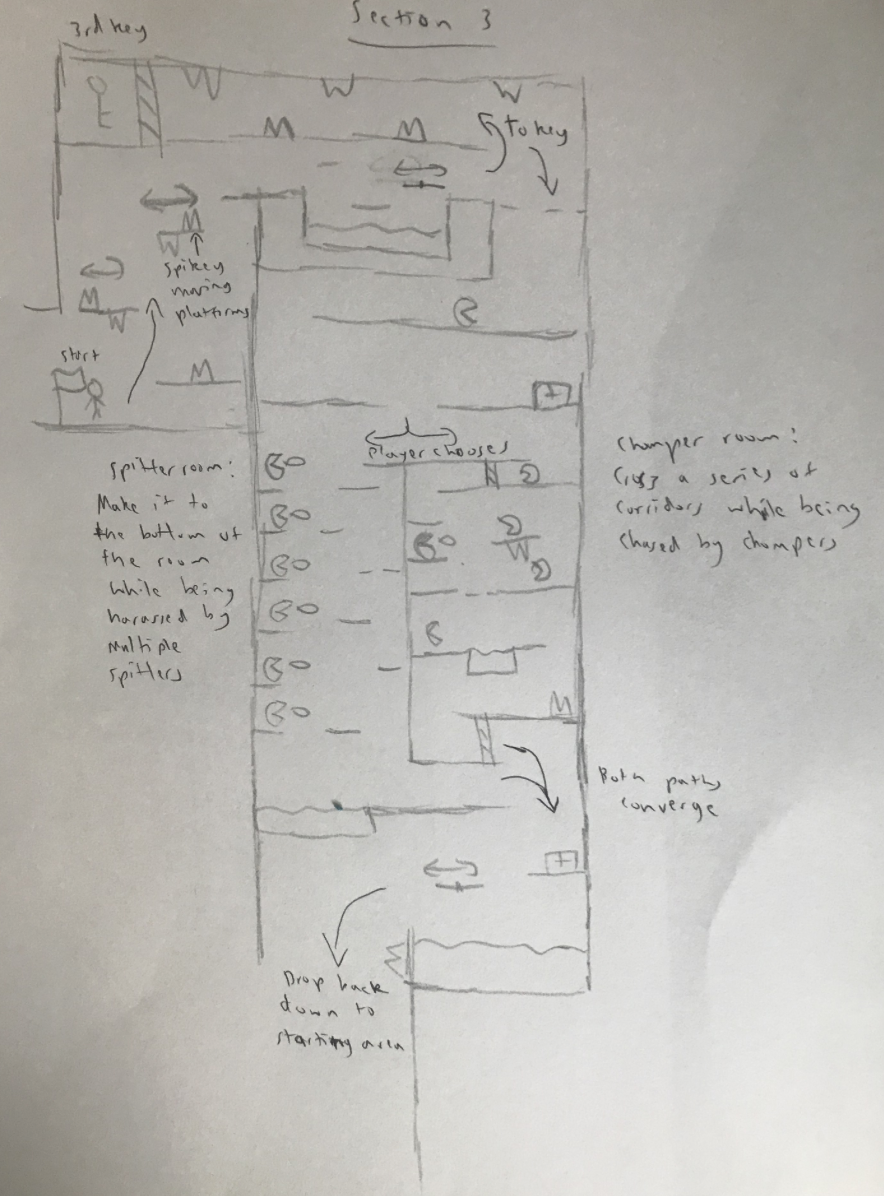 Section 3
3rd key
to key
spikey
moving
platforms
start
player chooses
spitter room:
Make it to
the bottom of
the room
while being
harassed by
multiple
spitters
Chomper room:
Cross a series of
corridors while being
chased by chompers
Both paths
converge
Drop back
down to
starting area